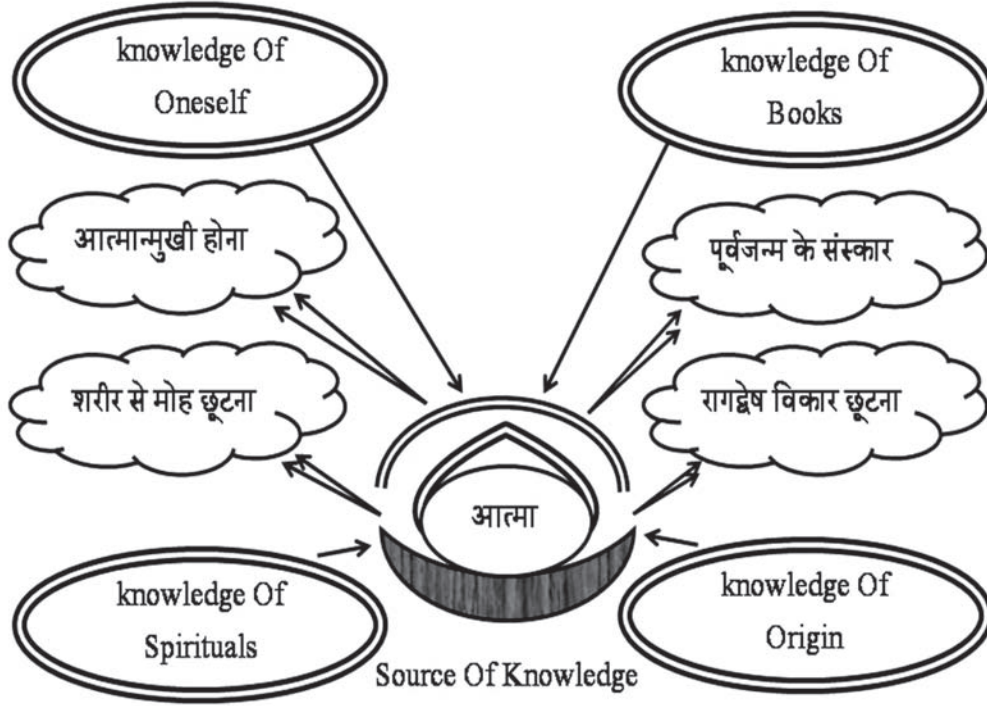 knowledge Of
Oneself
knowledge Of
Books
आत्मान्मुखी होना
पूर्वजन्म के संस्कार
शरीर से मोह छूटना
रागद्वेष विकार छूटना
आत्मा
knowledge Of
Spirituals
knowledge Of
Origin
Source Of Knowledge